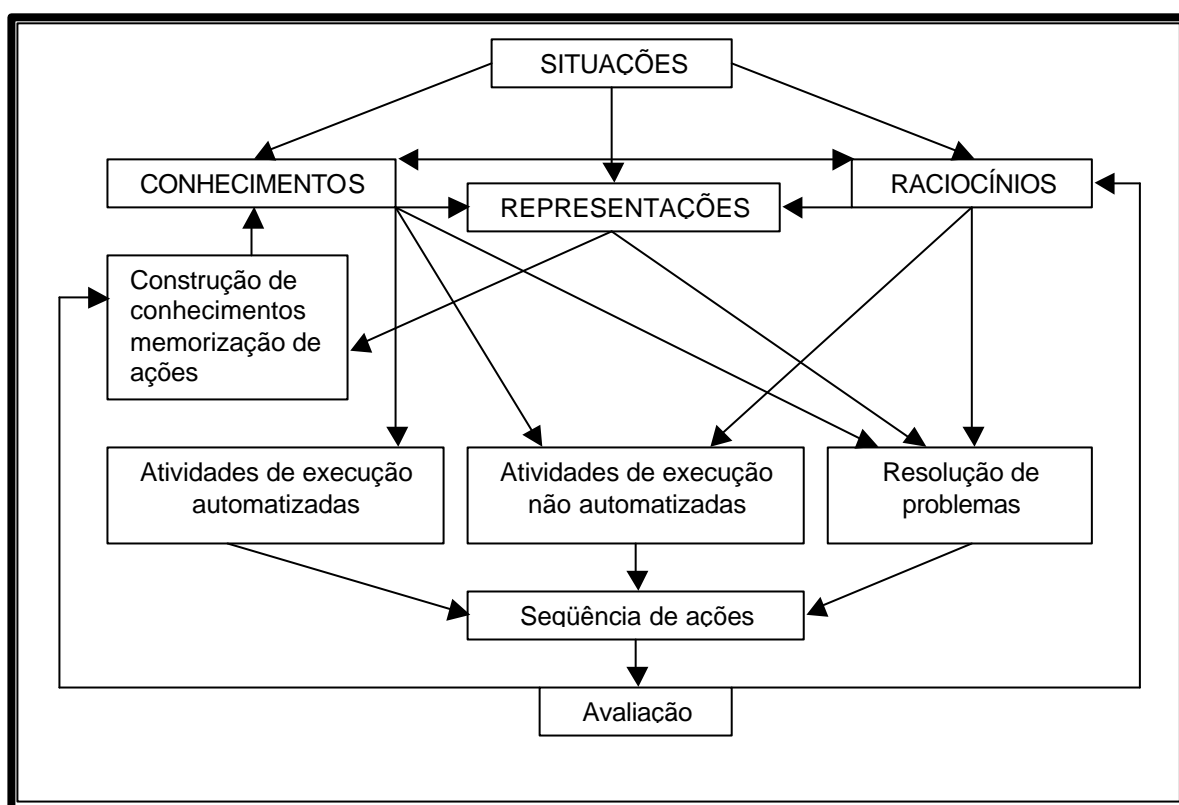 SITUAÇÕES
CONHECIMENTOS
RACIOCÍNIOS
REPRESENTAÇÕES
Construção de
conhecimentos
memorização de
ações
Atividades de execução
automatizadas
Atividades de execução
não automatizadas
Resolução de
problemas
Seqüência de ações
Avaliação